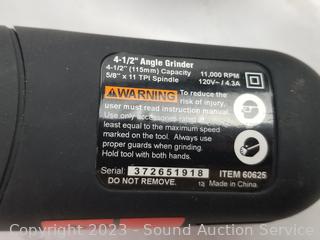 4-1/2" Angle Grinder
4-1/2" (115mm) Capacity
5/8" x 11 TPI Spindle
11,000 RPM
120V~ / 4.3A
WARNING To reduce the
risk of injury,
user must read instruction manual.
Use only accessories rated at
least equal to the maximum speed
marked on the tool. Always use
proper guards when grinding.
Hold tool with both hands.
ITEM 60625
Serial: 372651918
DO NOT REMOVE.
12j Made in China.
Copyright 2023 - Sound Auction Service